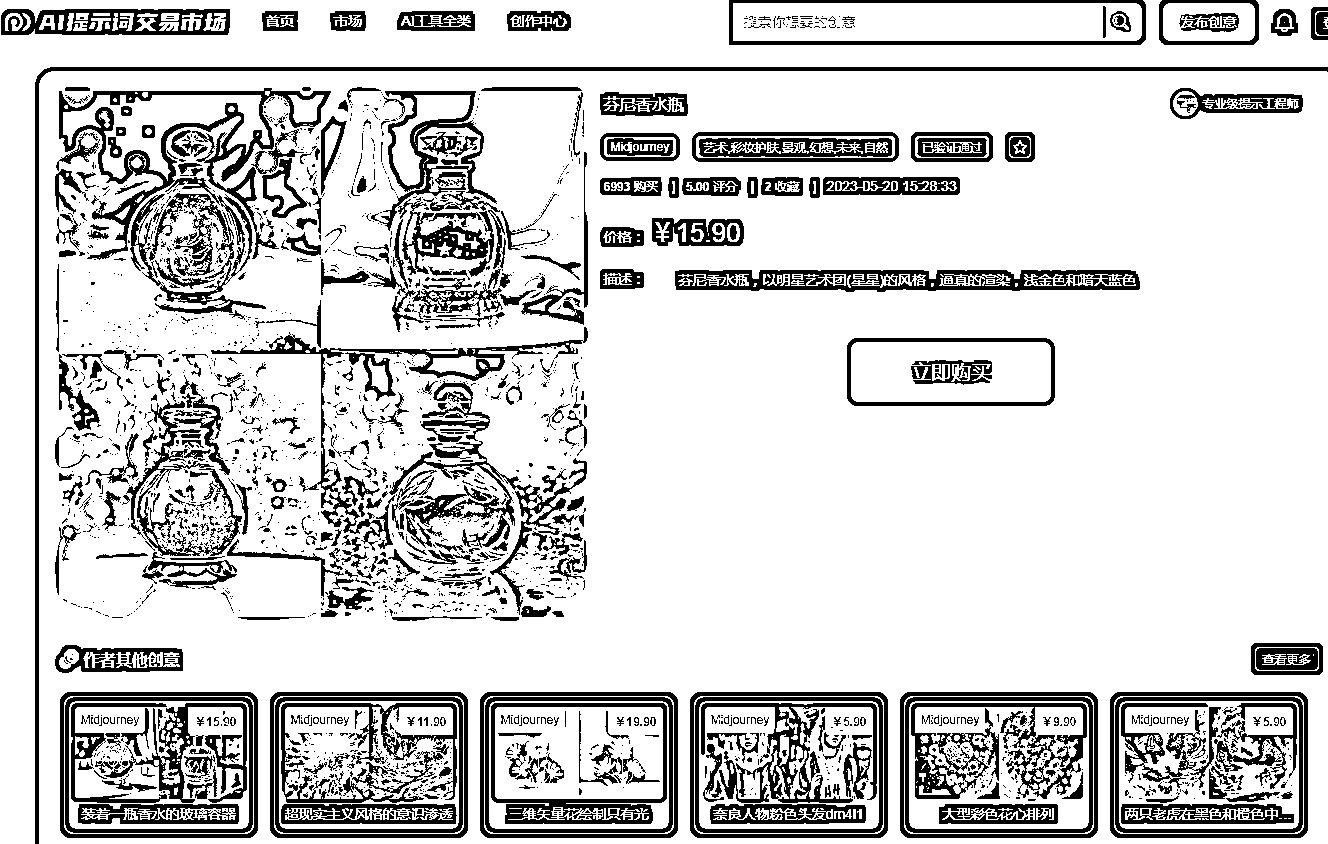 AI提示词交易市场 首页 市场 AI工具全类 创作中心 搜索你想要的创意 发布创意
芬尼香水瓶 专业级提示工程师
Midjourney 艺术,彩妆护肤,景观,幻想,未来,自然 已验证通过
6993 购买 | 5.00 评分 | 2 收藏 | 2023-05-20 15:28:33
价格： ￥15.90
描述： 芬尼香水瓶，以明星艺术团(星星)的风格，逼真的渲染，浅金色和暗天蓝色
立即购买
作者其他创意 查看更多
Midjourney ￥15.90 Midjourney ￥11.90 Midjourney ￥19.90 Midjourney ￥5.90 Midjourney ￥9.90 Midjourney ￥5.90
装着一瓶香水的玻璃容器 超现实主义风格的意识渗透 三维矢量花绘制只有光 奈良人物粉色头发dm4l1 大型彩色花心排列 两只老虎在黑色和橙色中...